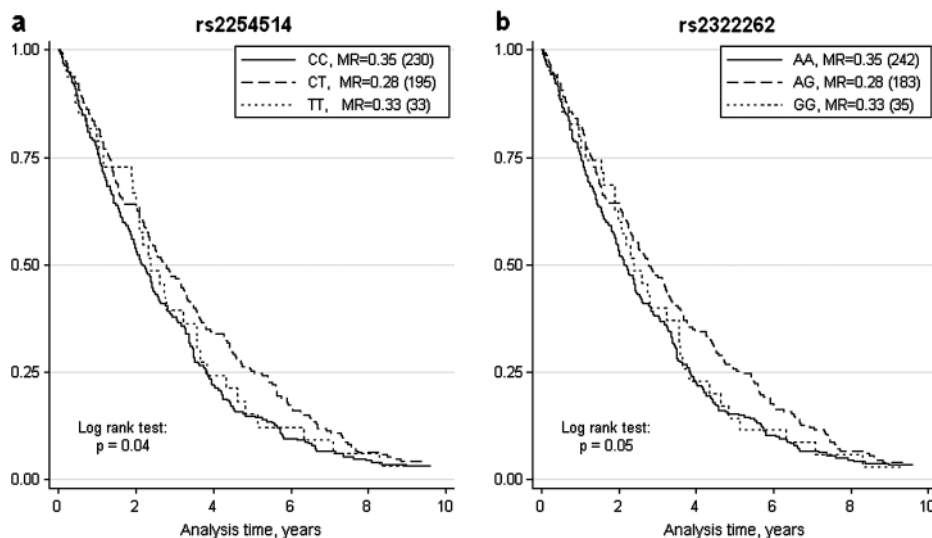 a
rs2254514
1.00
0.75
0.50
0.25
0.00
CC, MR=0.35 (230)
CT, MR=0.28 (195)
TT, MR=0.33 (33)
Log rank test:
p = 0.04
0 2 4 6 8 10
Analysis time, years
b
rs2322262
1.00
0.75
0.50
0.25
0.00
AA, MR=0.35 (242)
AG, MR=0.28 (183)
GG, MR=0.33 (35)
Log rank test:
p = 0.05
0 2 4 6 8 10
Analysis time, years